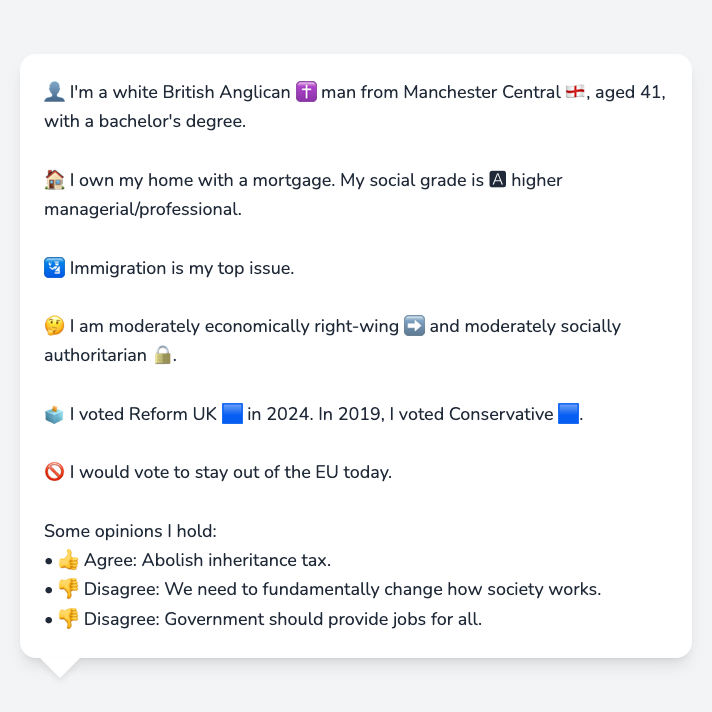 👤 I'm a white British Anglican ✝️ man from Manchester Central 🏴󠁧󠁢󠁥󠁮󠁧󠁿, aged 41,
with a bachelor's degree.
🏠 I own my home with a mortgage. My social grade is 🅰 higher
managerial/professional.
🛂 Immigration is my top issue.
🤔 I am moderately economically right-wing ➡️ and moderately socially
authoritarian 🔒.
🗳️ I voted Reform UK 🟦 in 2024. In 2019, I voted Conservative 🟦.
🚫 I would vote to stay out of the EU today.
Some opinions I hold:
• 👍 Agree: Abolish inheritance tax.
• 👎 Disagree: We need to fundamentally change how society works.
• 👎 Disagree: Government should provide jobs for all.